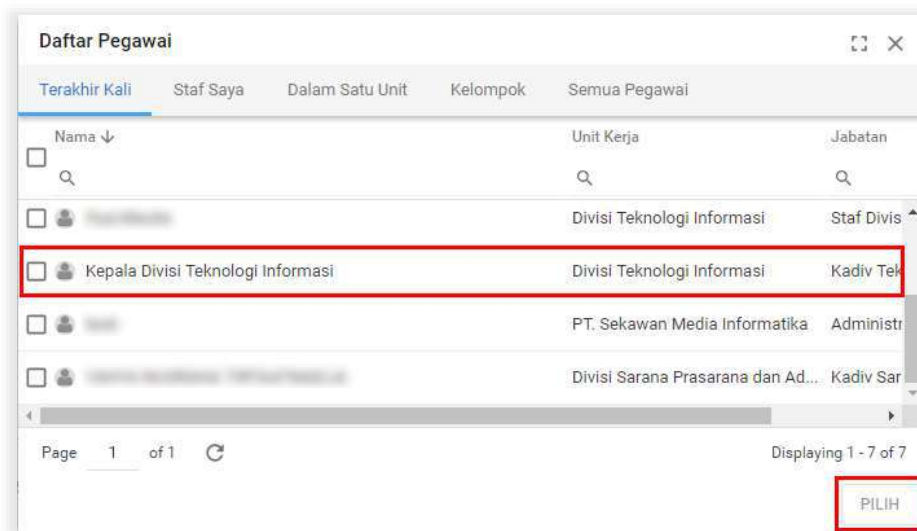 Daftar Pegawai
Terakhir Kali Staf Saya Dalam Satu Unit Kelompok Semua Pegawai
Nama Unit Kerja Jabatan
Divisi Teknologi Informasi Staf Divis
Kepala Divisi Teknologi Informasi Divisi Teknologi Informasi Kadiv Tek
PT. Sekawan Media Informatika Administr
Divisi Sarana Prasarana dan Ad... Kadiv Sar
Page 1 of 1 Displaying 1 - 7 of 7
PILIH